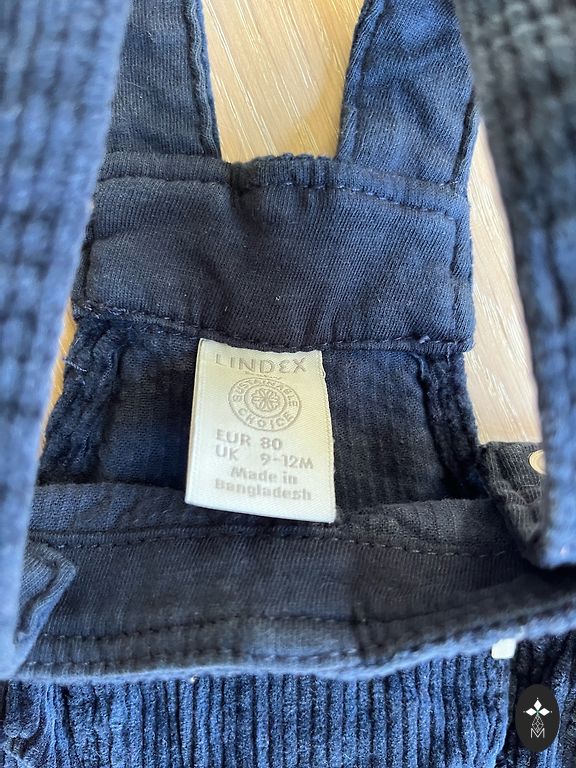 LINDEX
SUSTAINABLE CHOICE
EUR 80
UK 9-12M
Made in
Bangladesh
M